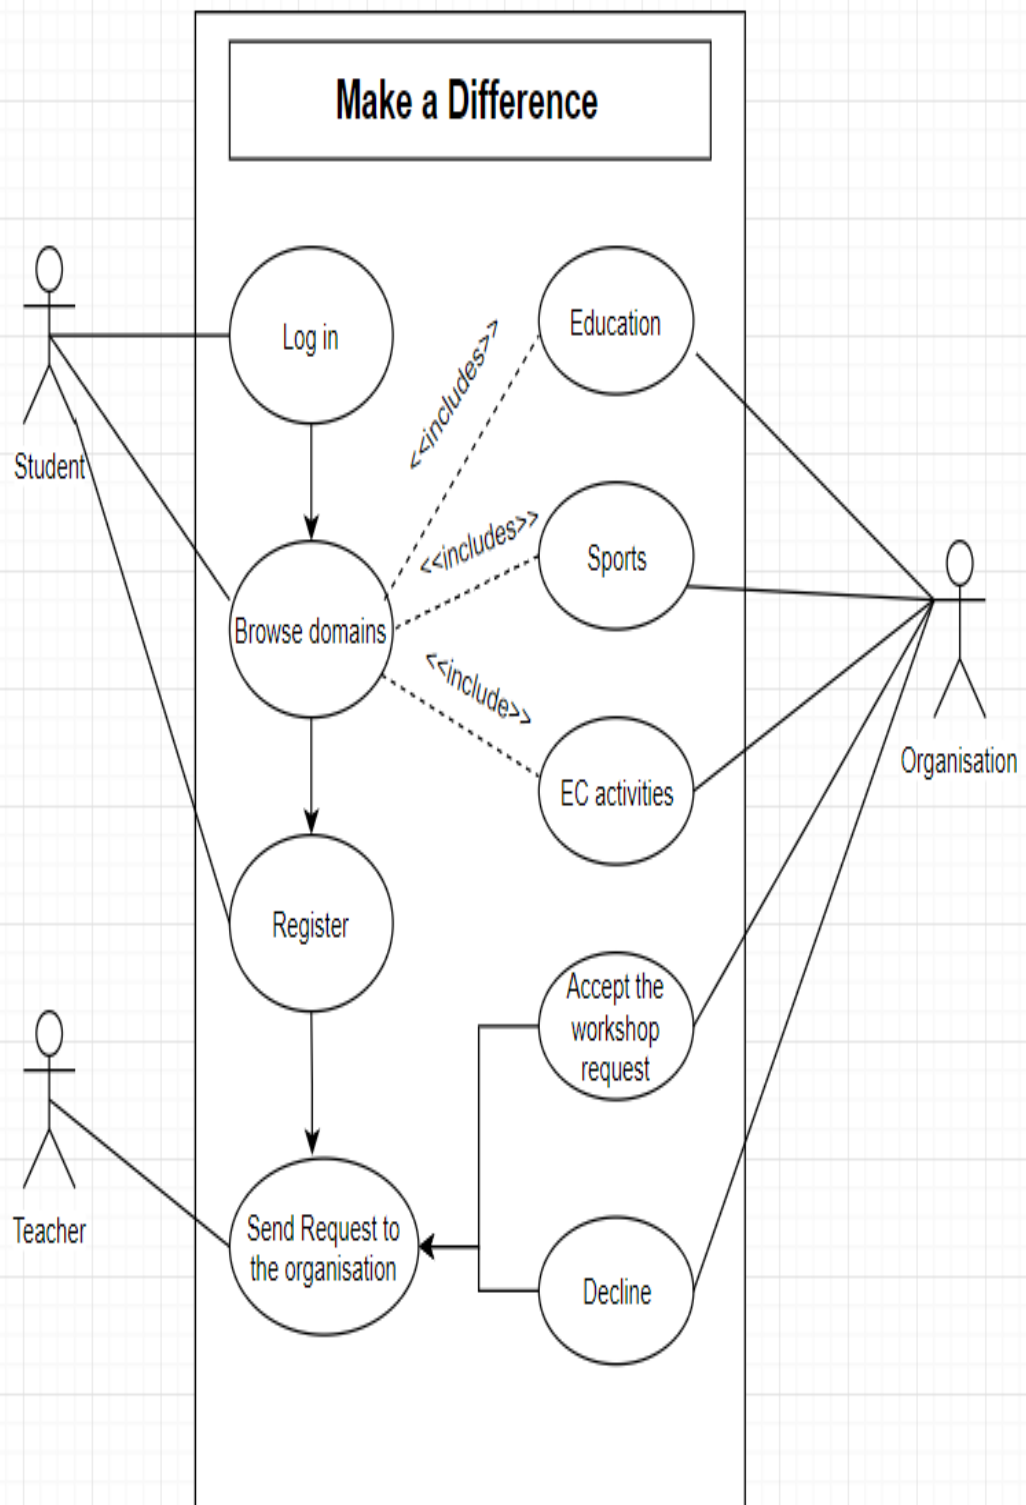 Make a Difference
Log in
Education
<<includes>>
Student
<<includes>>
Sports
Browse domains
<<include>>
Organisation
EC activities
Register
Accept the
workshop
request
Teacher
Send Request to
the organisation
Decline